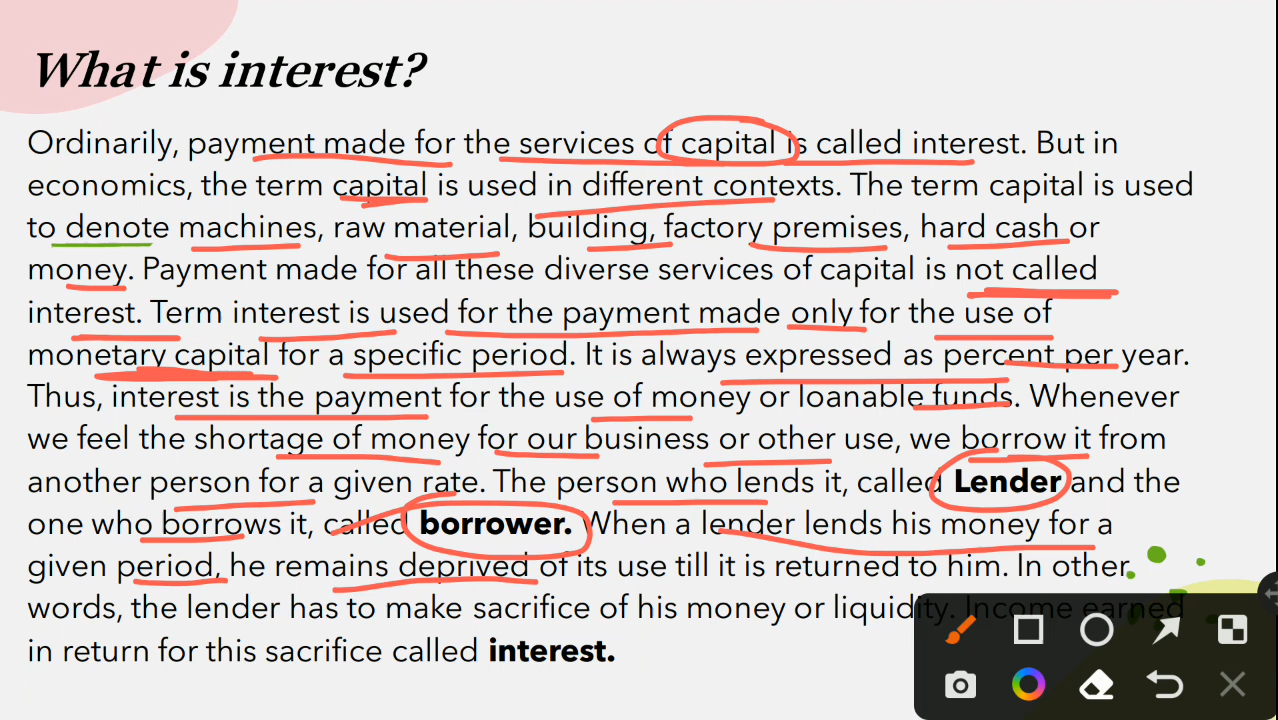 What is interest?
Ordinarily, payment made for the services of capital is called interest. But in
economics, the term capital is used in different contexts. The term capital is used
to denote machines, raw material, building, factory premises, hard cash or
money. Payment made for all these diverse services of capital is not called
interest. Term interest is used for the payment made only for the use of
monetary capital for a specific period. It is always expressed as percent per year.
Thus, interest is the payment for the use of money or loanable funds. Whenever
we feel the shortage of money for our business or other use, we borrow it from
another person for a given rate. The person who lends it, called Lender and the
one who borrows it, called borrower. When a lender lends his money for a
given period, he remains deprived of its use till it is returned to him. In other
words, the lender has to make sacrifice of his money or liquidity. Income earned
in return for this sacrifice called interest.